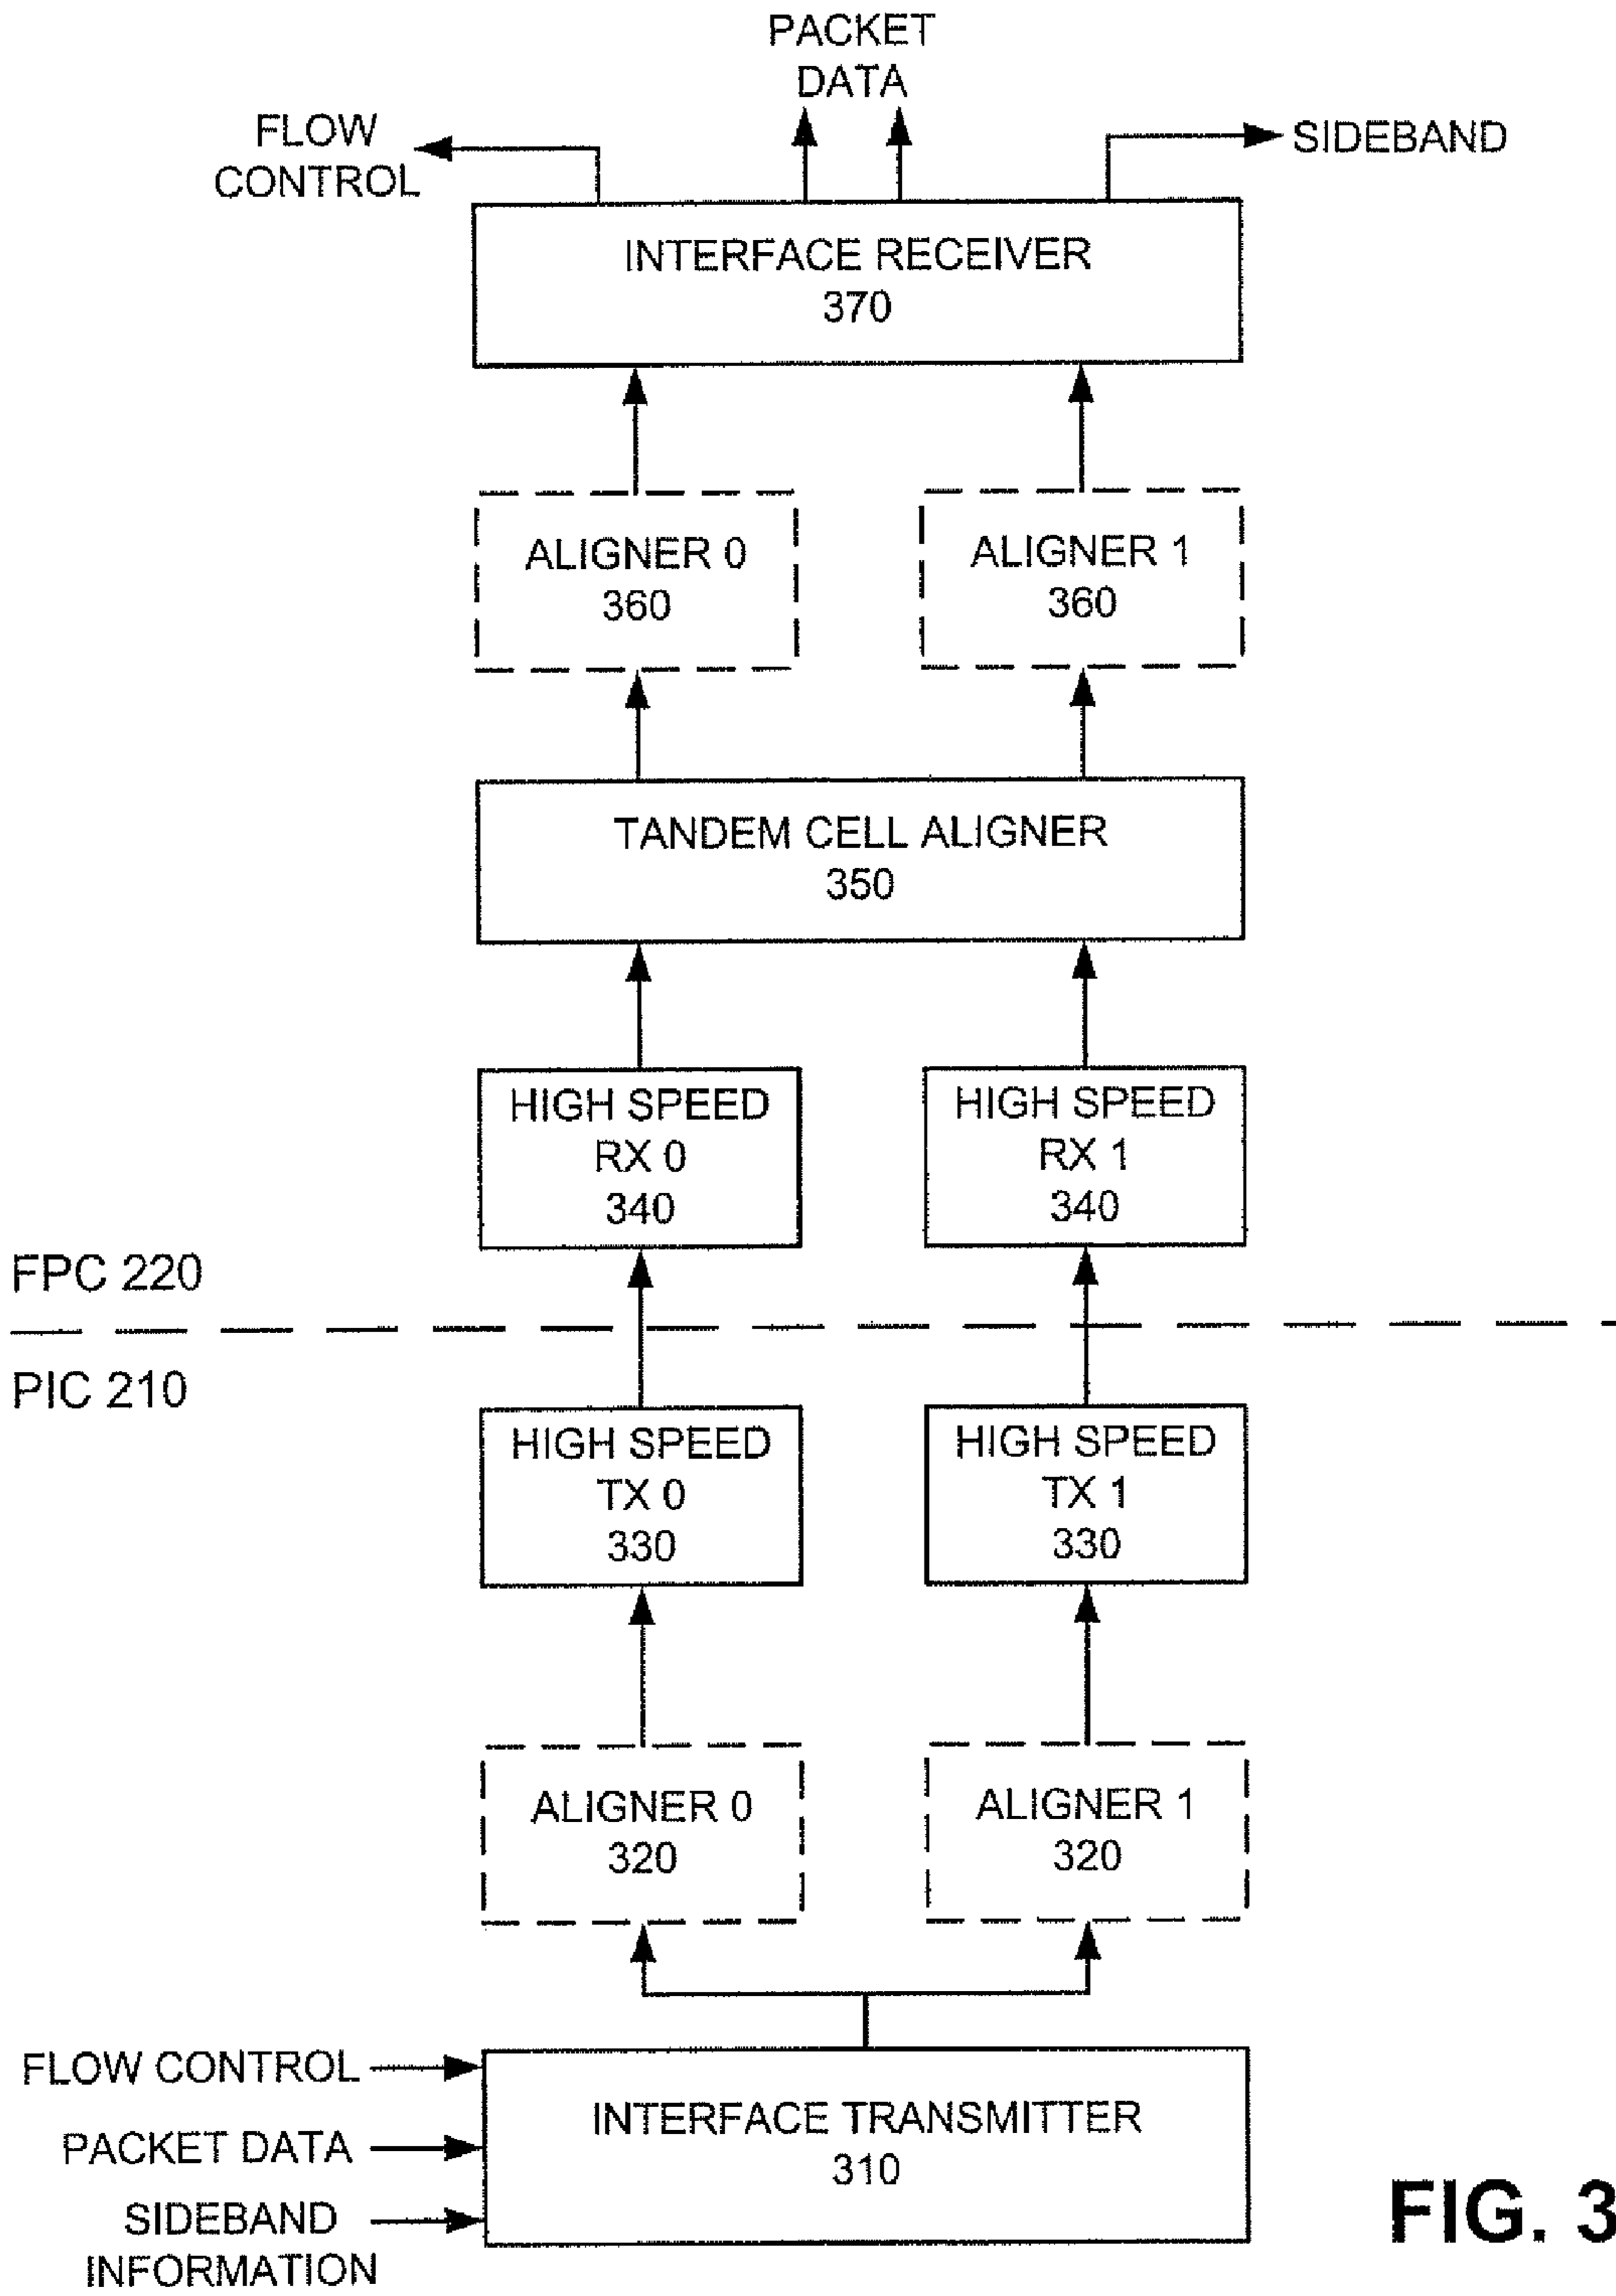 PACKET
DATA
FLOW
CONTROL
SIDEBAND
INTERFACE RECEIVER
370
ALIGNER 0
360
ALIGNER 1
360
TANDEM CELL ALIGNER
350
HIGH SPEED
RX 0
340
HIGH SPEED
RX 1
340
FPC 220
PIC 210
HIGH SPEED
TX 0
330
HIGH SPEED
TX 1
330
ALIGNER 0
320
ALIGNER 1
320
FLOW CONTROL
PACKET DATA
SIDEBAND
INFORMATION
INTERFACE TRANSMITTER
310
FIG. 3